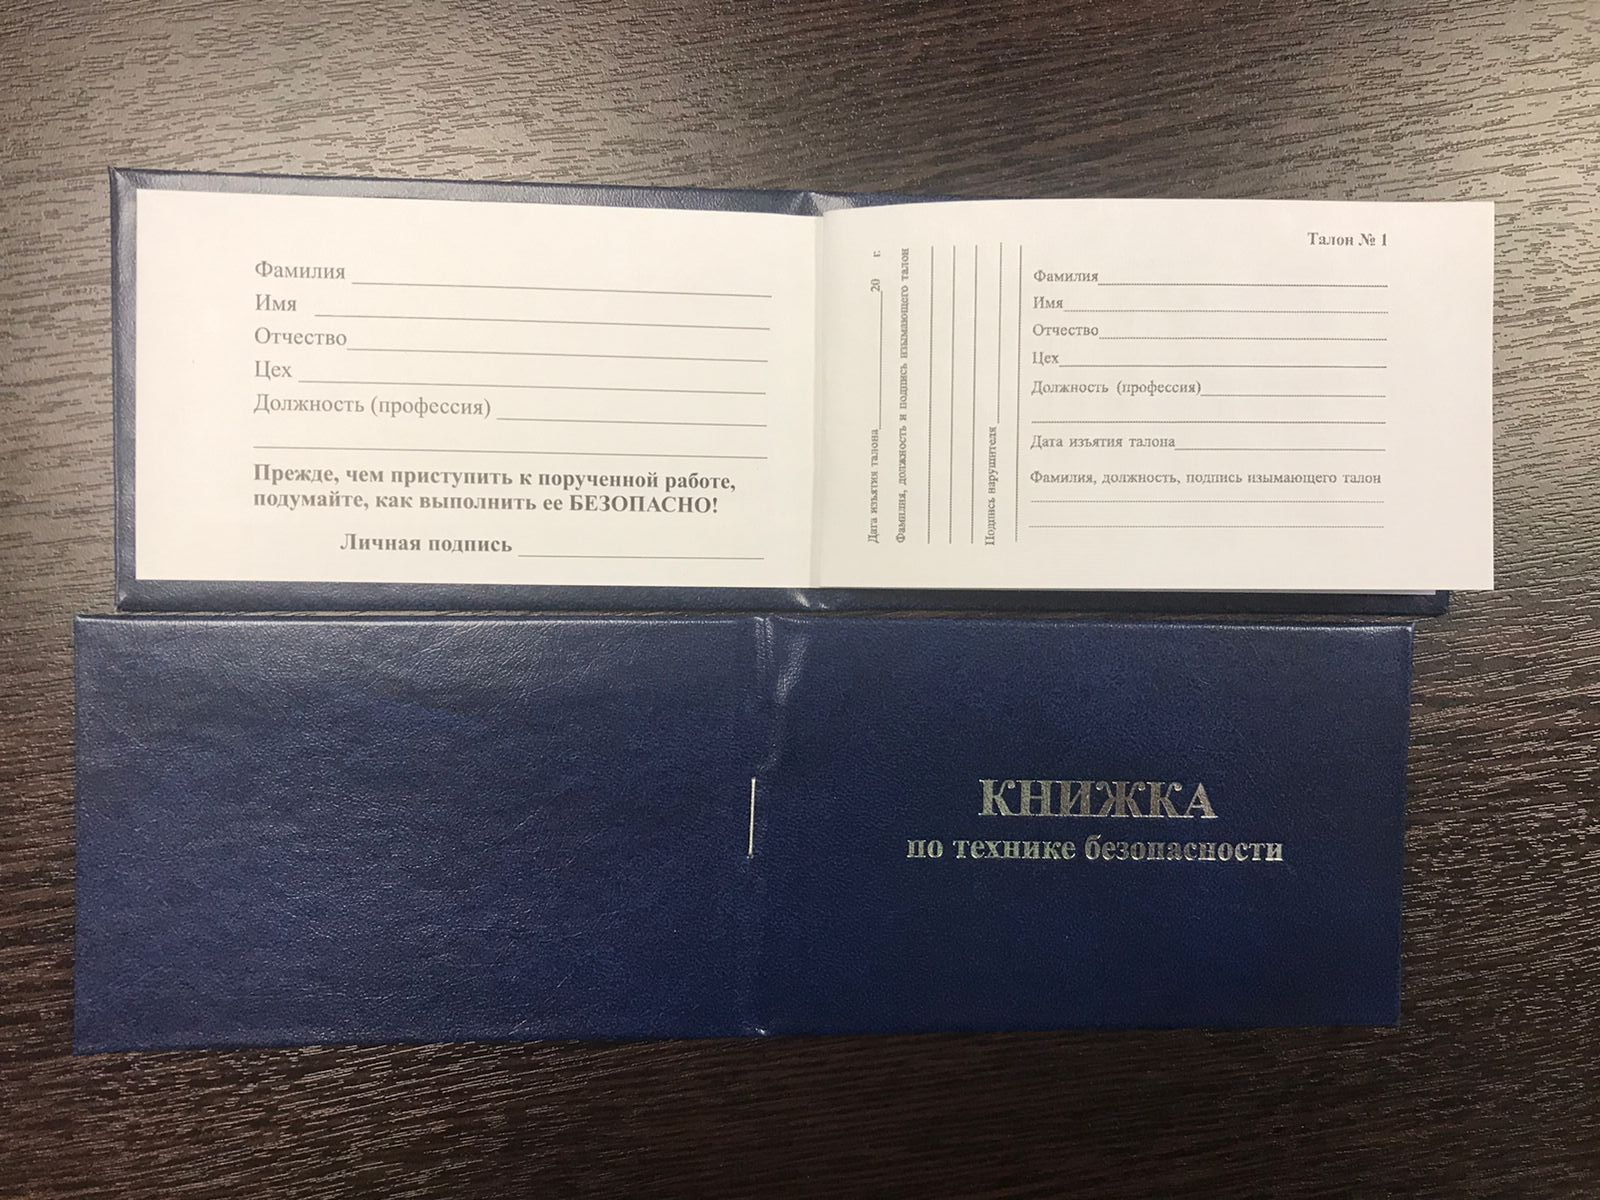 Фамилия
Имя
Отчество
Цех
Должность (профессия)
Прежде, чем приступить к порученной работе,
подумайте, как выполнить ее БЕЗОПАСНО!
Личная подпись
Дата изъятия талона 20 г.
Фамилия, должность и подпись изымающего талон
Подпись нарушителя
Талон № 1
Фамилия
Имя
Отчество
Цех
Должность (профессия)
Дата изъятия талона
Фамилия, должность, подпись изымающего талон
КНИЖКА
по технике безопасности